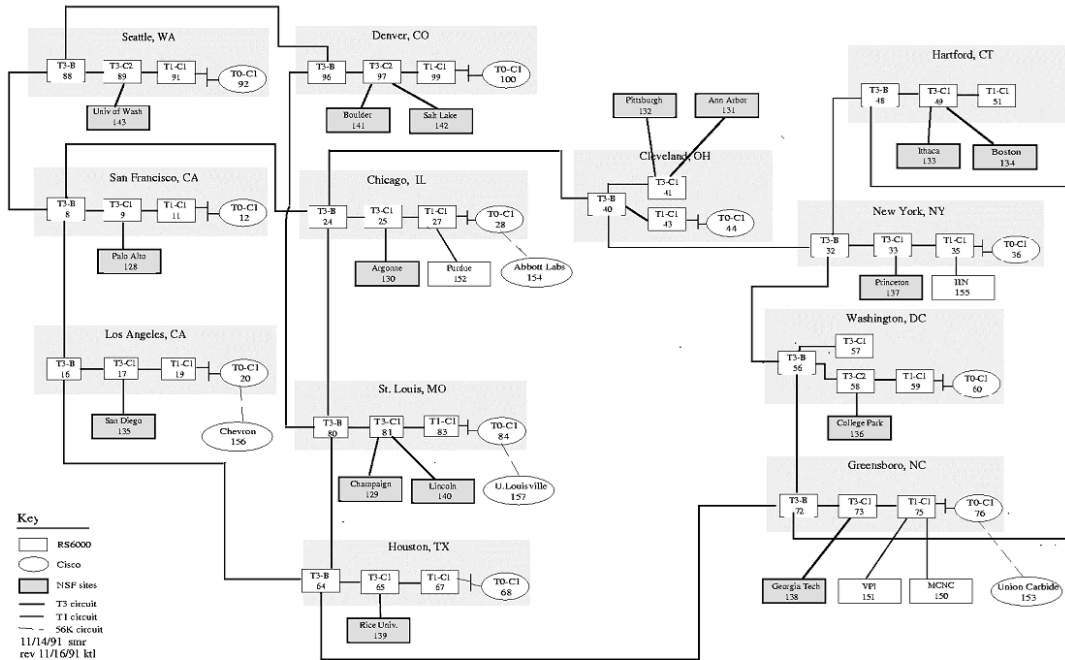 Seattle, WA
T3-B
88
T3-C2
89
T1-C1
91
T0-C1
92
Univ of Wash
143
Denver, CO
T3-B
96
T3-C2
97
T1-C1
99
T0-C1
100
Boulder
141
Salt Lake
142
Hartford, CT
T3-B
48
T3-C1
49
T1-C1
51
Ithaca
133
Boston
134
Pittsburgh
132
Ann Arbor
131
Cleveland, OH
T3-C1
41
T3-B
40
T1-C1
43
T0-C1
44
San Francisco, CA
T3-B
8
T3-C1
9
T1-C1
11
T0-C1
12
Palo Alto
128
Chicago, IL
T3-B
24
T3-C1
25
T1-C1
27
T0-C1
28
Argonne
130
Purdue
152
Abbott Labs
154
New York, NY
T3-B
32
T3-C1
33
T1-C1
35
T0-C1
36
Princeton
137
155
Washington, DC
T3-C1
57
T3-B
56
T3-C2
58
T1-C1
59
T0-C1
60
College Park
136
Los Angeles, CA
T3-B
16
T3-C1
17
T1-C1
19
T0-C1
20
San Diego
135
Chevron
156
St. Louis, MO
T3-B
80
T3-C1
81
T1-C1
83
T0-C1
84
Champaign
129
Lincoln
140
U.Louisville
157
Greensboro, NC
T3-B
72
T3-C1
73
T1-C1
75
T0-C1
76
Georgia Tech
138
VPI
151
MCNC
150
Union Carbide
153
Houston, TX
T3-B
64
T3-C1
65
T1-C1
67
T0-C1
68
Rice Univ.
139
Key
RS6000
Cisco
NSF sites
T3 circuit
T1 circuit
56K circuit
11/14/91 smr
rev 11/16/91 ktl